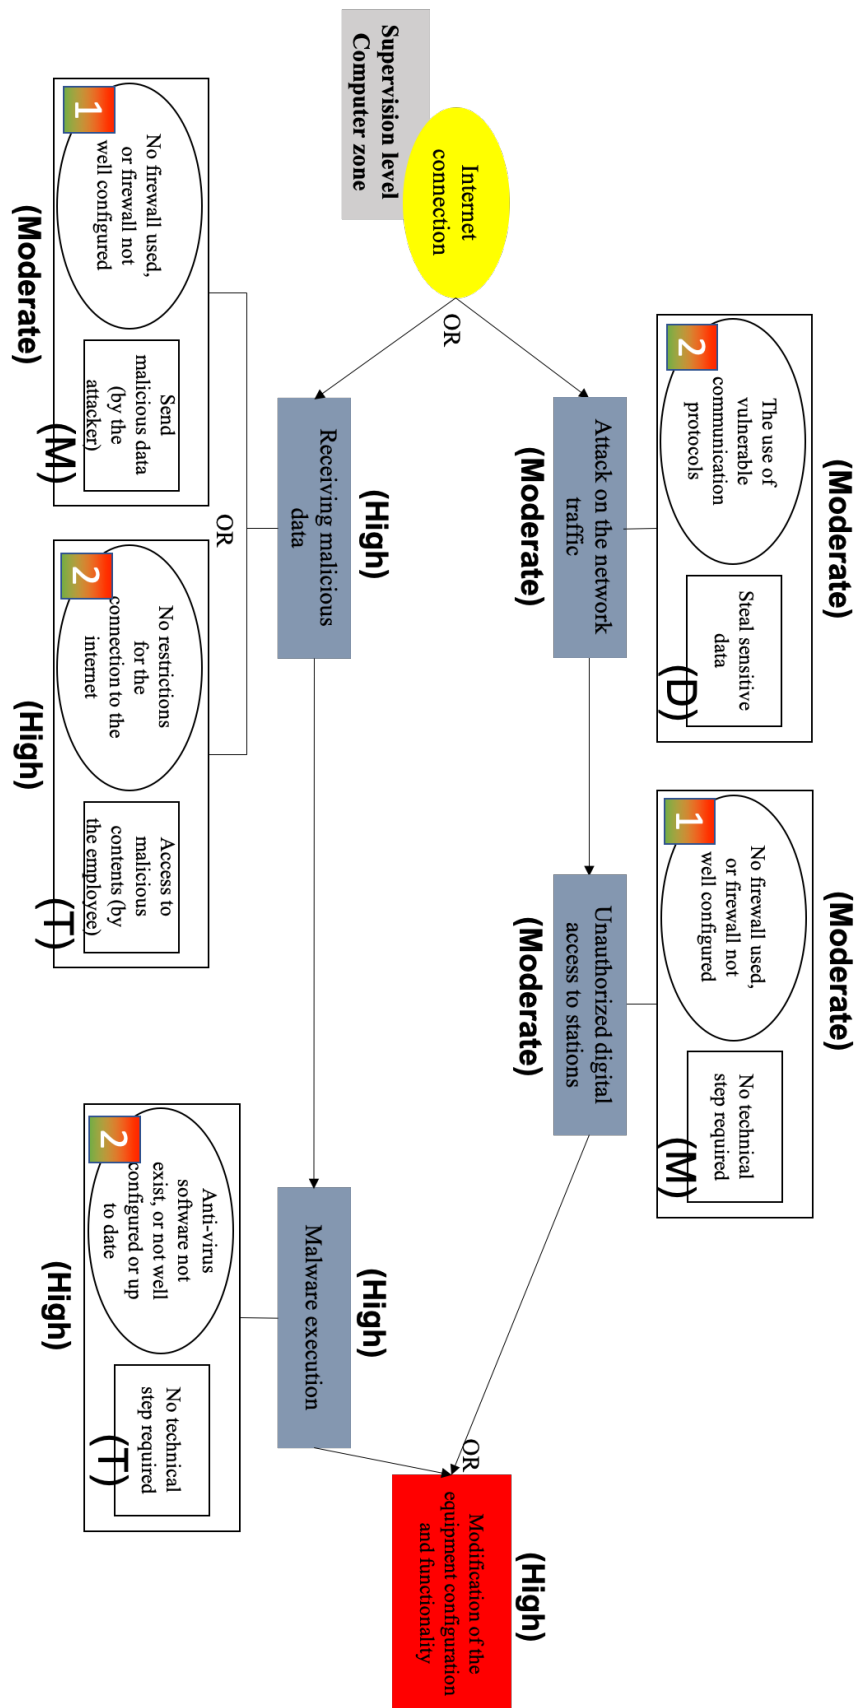 Supervision level
Computer zone
Internet
connection
OR
(Moderate)
2
The use of
vulnerable
communication
protocols
Steal sensitive
data
(D)
Attack on the network
traffic
(Moderate)
(Moderate)
1
No firewall used,
or firewall not
well configured
No technical
step required
(M)
Unauthorized digital
access to stations
(Moderate)
(High)
Receiving malicious
data
OR
1
No firewall used,
or firewall not
well configured
Send
malicious data
(by the
attacker)
(M)
(Moderate)
2
No restrictions
for the
connection to the
internet
Access to
malicious
contents (by
the employee)
(T)
(High)
(High)
Malware execution
2
Anti-virus
software not
exist, or not well
configured or up
to date
No technical
step required
(T)
(High)
OR
(High)
Modification of the
equipment configuration
and functionality